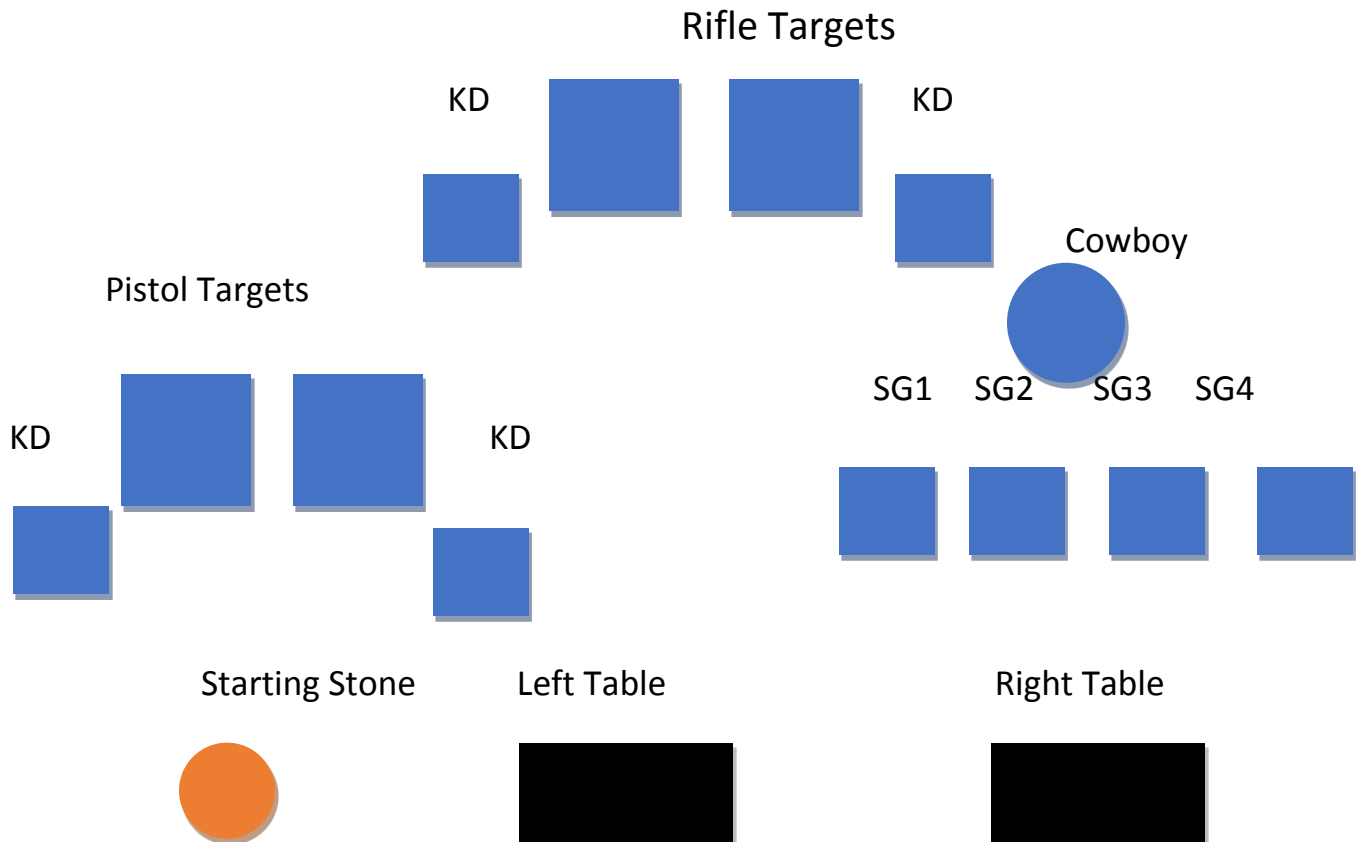 Rifle Targets
KD
KD
Cowboy
Pistol Targets
SG1 SG2 SG3 SG4
KD
KD
Starting Stone
Left Table
Right Table